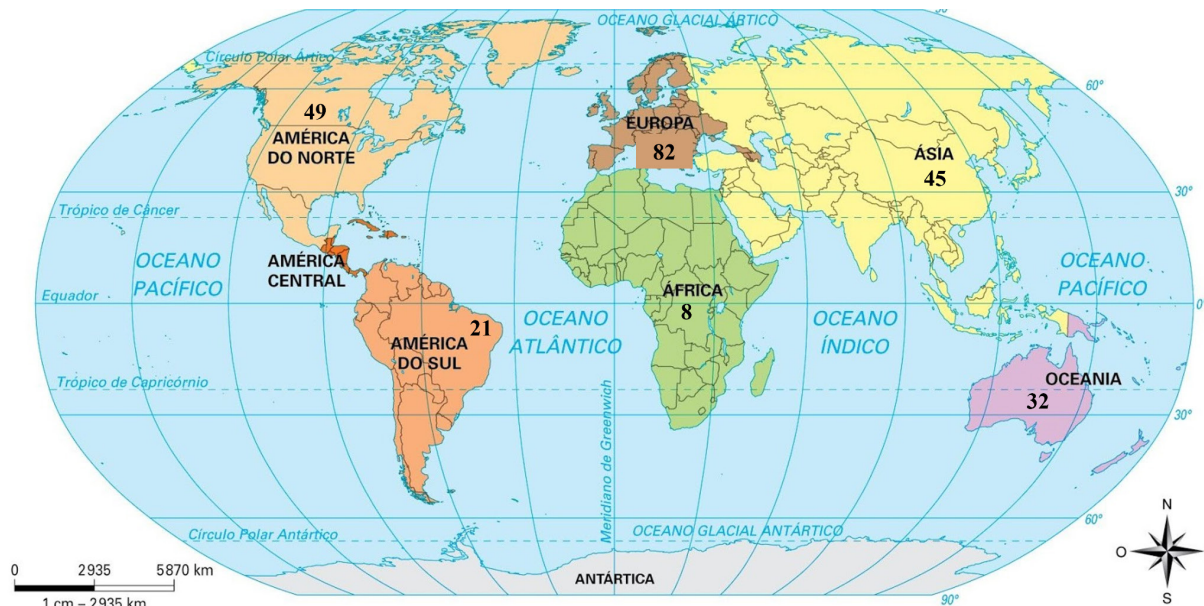 OCEANO GLACIAL ÁRTICO
Círculo Polar Ártico
60°
49
AMÉRICA
DO NORTE
EUROPA
82
ÁSIA
45
30°
Trópico de Câncer
OCEANO
PACÍFICO
AMÉRICA
CENTRAL
ÁFRICA
8
OCEANO
PACÍFICO
Equador
0°
21
AMÉRICA
DO SUL
OCEANO
ATLÂNTICO
OCEANO
ÍNDICO
Trópico de Capricórnio
OCEANIA
32
30°
Meridiano de Greenwich
60°
Círculo Polar Antártico
OCEANO GLACIAL ANTÁRTICO
ANTÁRTICA
90°
N
O
L
S
0 2935 5870 km
1 cm – 2935 km